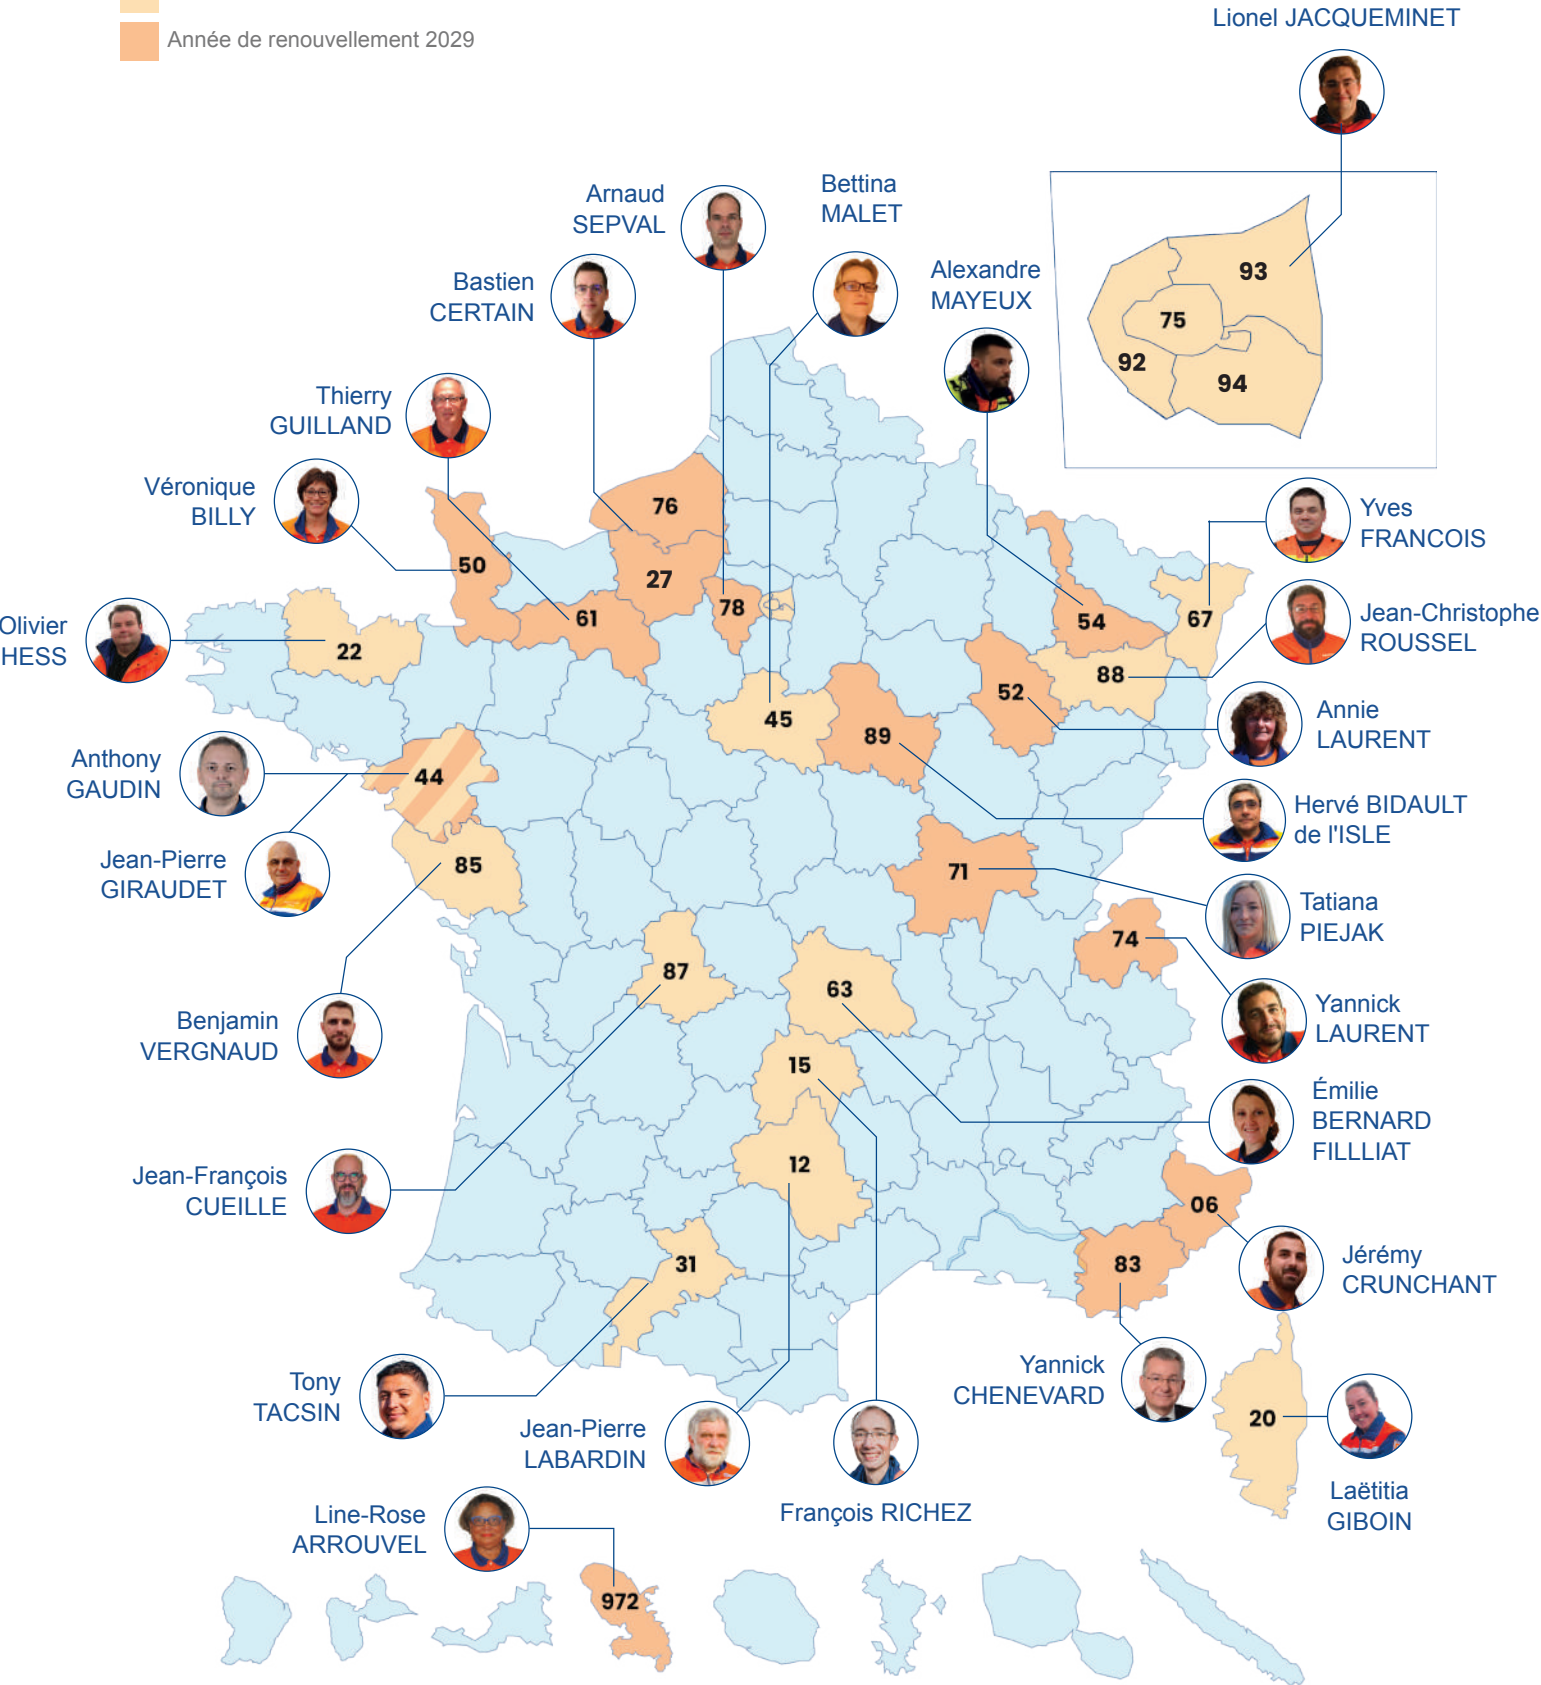 Année de renouvellement 2029
Lionel JACQUEMINET
Arnaud
SEPVAL
Bettina
MALET
Bastien
CERTAIN
Alexandre
MAYEUX
93
75
92
94
Thierry
GUILLAND
Véronique
BILLY
Yves
FRANCOIS
76
50
27
78
61
54
67
Olivier
HESS
22
Jean-Christophe
ROUSSEL
88
52
45
89
Annie
LAURENT
Anthony
GAUDIN
44
Hervé BIDAULT
de l'ISLE
Jean-Pierre
GIRAUDET
85
71
Tatiana
PIEJAK
74
87
63
Benjamin
VERGNAUD
Yannick
LAURENT
15
Émilie
BERNARD
FILLLIAT
12
Jean-François
CUEILLE
06
31
83
Jérémy
CRUNCHANT
Tony
TACSIN
Yannick
CHENEVARD
20
Jean-Pierre
LABARDIN
François RICHEZ
Laëtitia
GIBOIN
Line-Rose
ARROUVEL
972